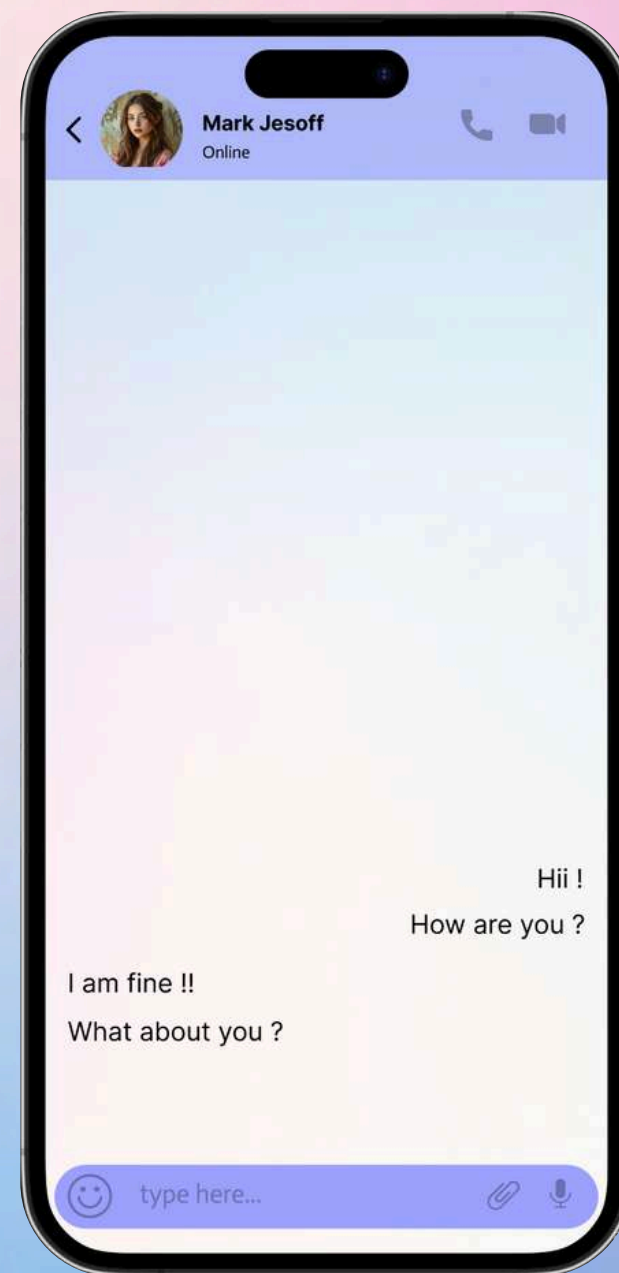 Mark Jesoff
Online
Hii !
How are you ?
I am fine !!
What about you ?
type here...